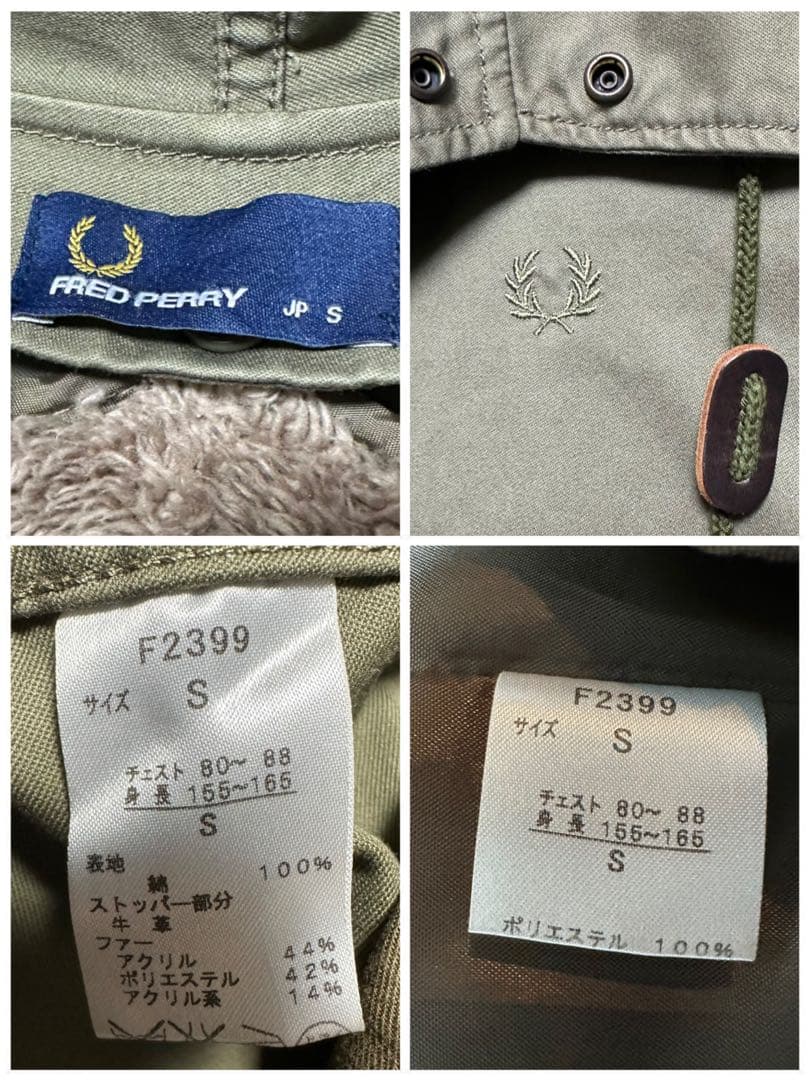 FRED PERRY
JP S
F2399
サイズ S
チェスト 80～ 88
身長 155～165
S
表地
綿 100%
ストッパー部分
牛革
ファー
アクリル 44%
ポリエステル 42%
アクリル系 14%
F2399
サイズ S
チェスト 80～ 88
身長 155～165
S
ポリエステル 100%